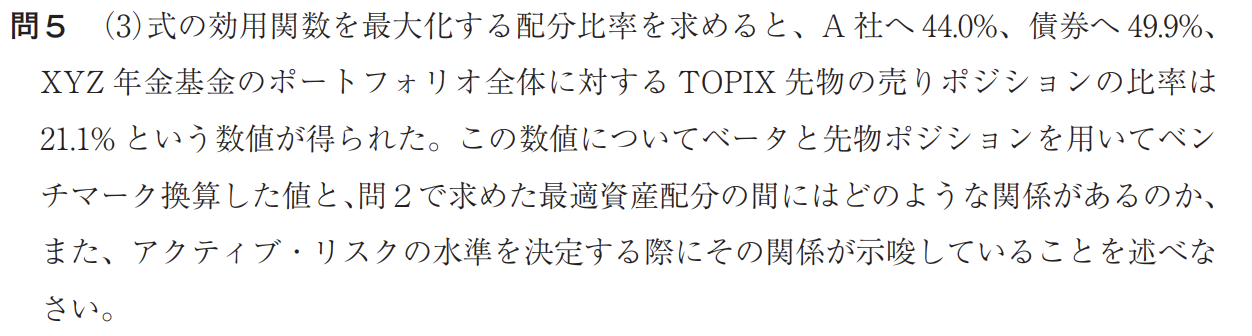 問5 (3)式の効用関数を最大化する配分比率を求めると、A 社へ 44.0%、債券へ 49.9%、
XYZ 年金基金のポートフォリオ全体に対する TOPIX 先物の売りポジションの比率は
21.1% という数値が得られた。この数値についてベータと先物ポジションを用いてベン
チマーク換算した値と、問2で求めた最適資産配分の間にはどのような関係があるのか、
また、アクティブ・リスクの水準を決定する際にその関係が示唆していることを述べな
さい。